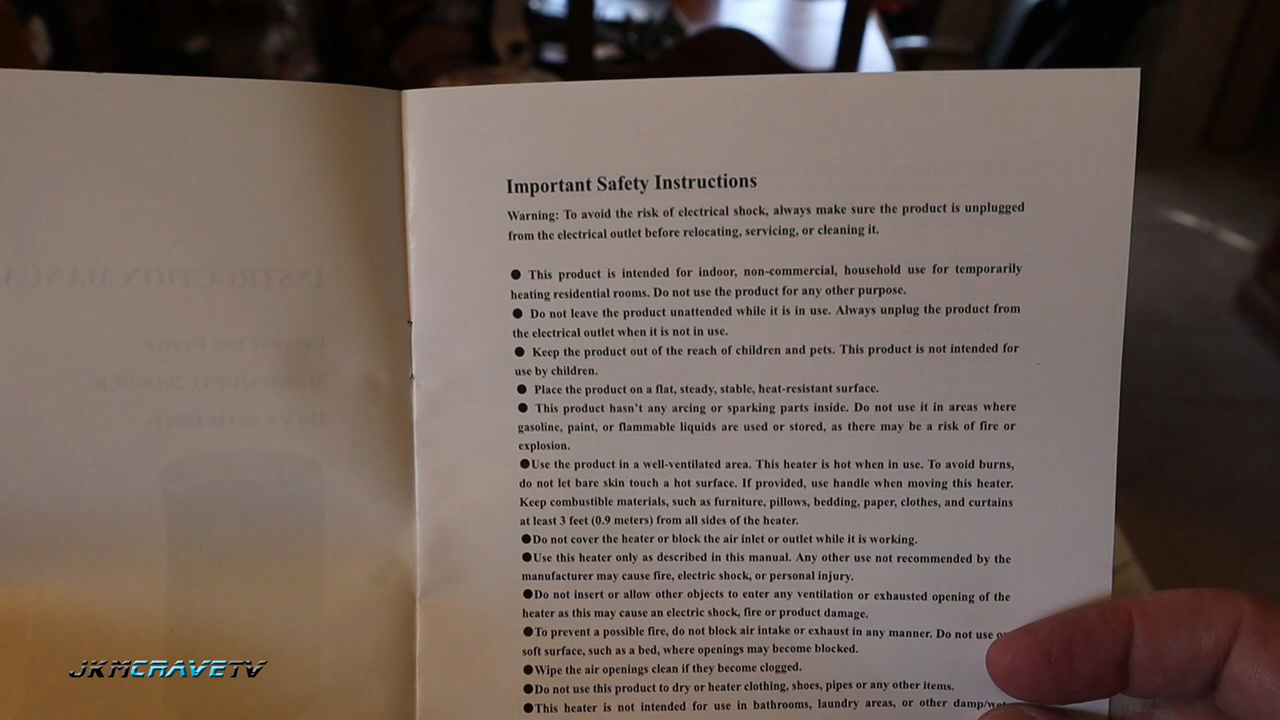 Important Safety Instructions
Warning: To avoid the risk of electrical shock, always make sure the product is unplugged
from the electrical outlet before relocating, servicing, or cleaning it.
● This product is intended for indoor, non-commercial, household use for temporarily
heating residential rooms. Do not use the product for any other purpose.
● Do not leave the product unattended while it is in use. Always unplug the product from
the electrical outlet when it is not in use.
● Keep the product out of the reach of children and pets. This product is not intended for
use by children.
● Place the product on a flat, steady, stable, heat-resistant surface.
● This product hasn't any arcing or sparking parts inside. Do not use it in areas where
gasoline, paint, or flammable liquids are used or stored, as there may be a risk of fire or
explosion.
●Use the product in a well-ventilated area. This heater is hot when in use. To avoid burns,
do not let bare skin touch a hot surface. If provided, use handle when moving this heater.
Keep combustible materials, such as furniture, pillows, bedding, paper, clothes, and curtains
at least 3 feet (0.9 meters) from all sides of the heater.
●Do not cover the heater or block the air inlet or outlet while it is working.
●Use this heater only as described in this manual. Any other use not recommended by the
manufacturer may cause fire, electric shock, or personal injury.
●Do not insert or allow other objects to enter any ventilation or exhausted opening of the
heater as this may cause an electric shock, fire or product damage.
●To prevent a possible fire, do not block air intake or exhaust in any manner. Do not use
soft surface, such as a bed, where openings may become blocked.
●Wipe the air openings clean if they become clogged.
●Do not use this product to dry or heater clothing, shoes, pipes or any other items.
●This heater is not intended for use in bathrooms, laundry areas, or other
INSTRUCTION MANUA
Ceramic Fan Heater
JKMCRAVETV